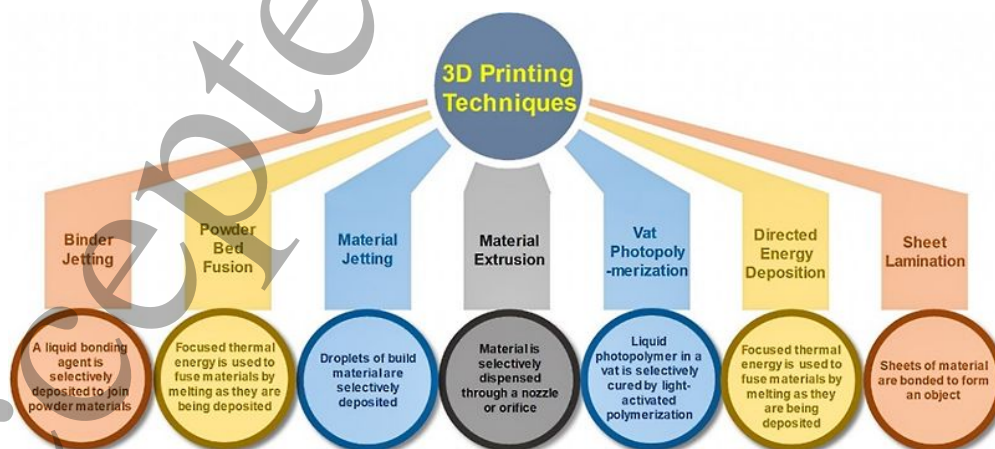 3D Printing
Techniques
Binder
Jetting
Powder
Bed
Fusion
Material
Jetting
Material
Extrusion
Vat
Photopoly
-merization
Directed
Energy
Deposition
Sheet
Lamination
A liquid bonding
agent is
selectively
deposited to join
powder materials
Focused thermal
energy is used to
fuse materials by
melting as they are
being deposited
Droplets of build
material are
selectively
deposited
Material is
selectively
dispensed
through a nozzle
or orifice
Liquid
photopolymer in a
vat is selectively
cured by light-
activated
polymerization
Focused thermal
energy is used to
fuse materials by
melting as they
are being
deposited
Sheets of material
are bonded to form
an object